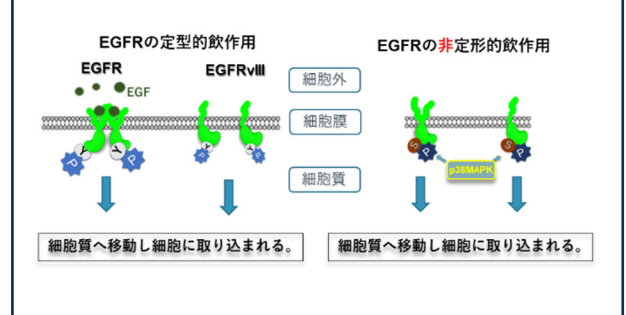 EGFRの定型的飲作用
EGFR
EGFRvIII
EGF
Y
Y
Y
Y
P
P
P
P
細胞外
細胞膜
細胞質
細胞質へ移動し細胞に取り込まれる。
EGFRの非定形的飲作用
S
P
S
P
p38MAPK
細胞質へ移動し細胞に取り込まれる。